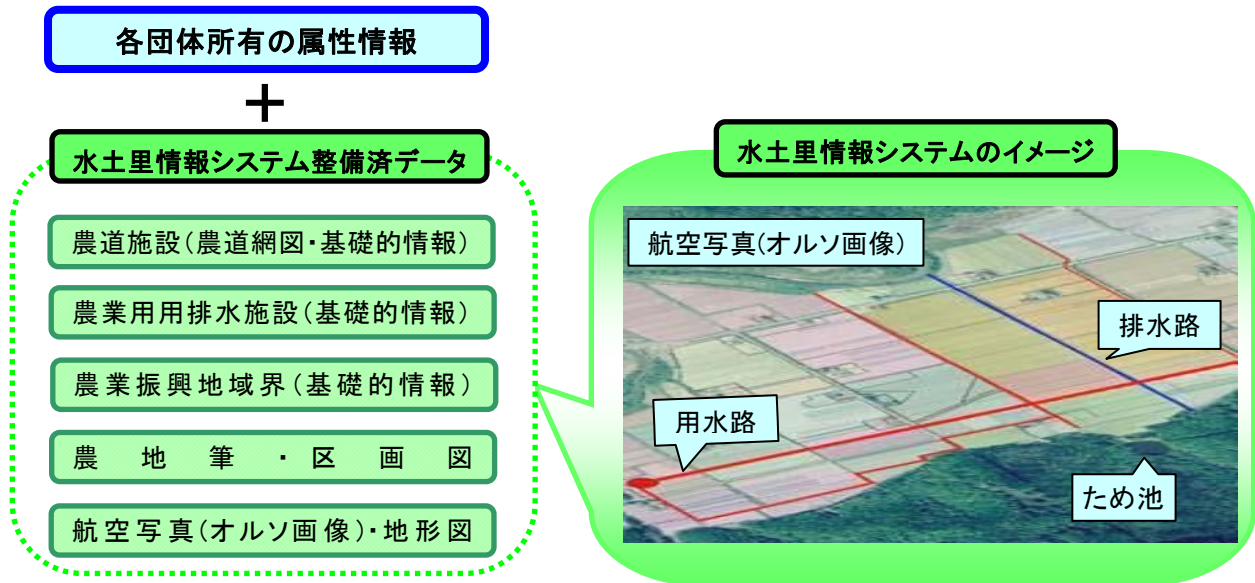 各団体所有の属性情報
＋
水土里情報システム整備済データ
農道施設(農道網図･基礎的情報)
農業用用排水施設(基礎的情報)
農業振興地域界(基礎的情報)
農地筆・区画図
航空写真(オルソ画像)・地形図
水土里情報システムのイメージ
航空写真(オルソ画像)
排水路
用水路
ため池